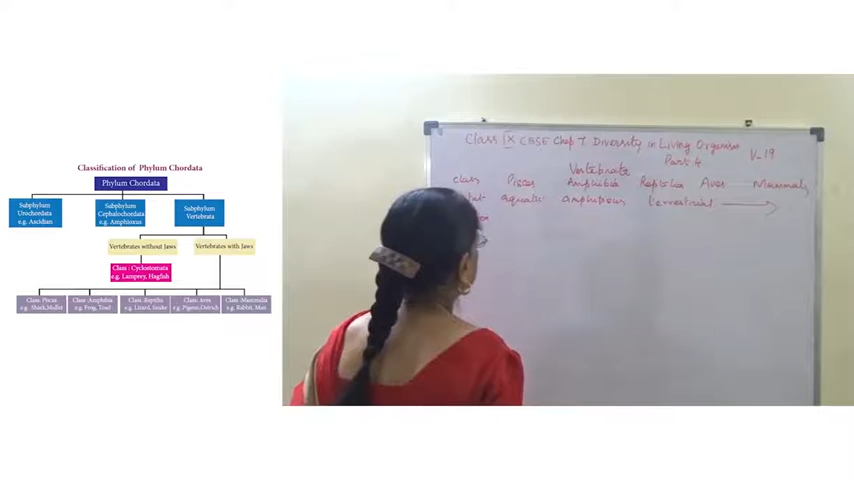 Classification of Phylum Chordata
Phylum Chordata
Subphylum
Urochordata
e.g. Ascidian
Subphylum
Cephalochordata
e.g. Amphioxus
Subphylum
Vertebrata
Vertebrates without Jaws
Vertebrates with Jaws
Class : Cyclostomata
e.g. Lamprey, Hagfish
Class :Pisces
e.g. Shark,Mullet
Class :Amphibia
e.g. Frog, Toad
Class :Reptilia
e.g. Lizard, Snake
Class: Aves
e.g. Pigeon,Ostrich
Class :Mammalia
e.g. Rabbit, Man
Class IX CBSE Chap 7 Diversity in Living Organism
Part 4 V-19
Vertebrata
Class Pisces Amphibia Reptilia Aves Mammals
aquatic amphibious terrestrial